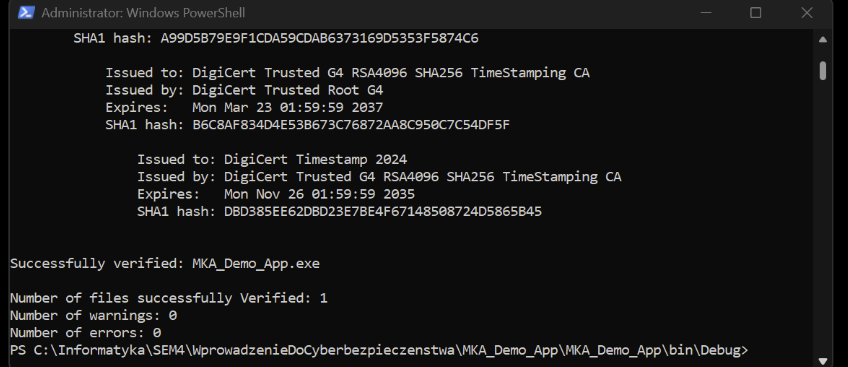 Administrator: Windows PowerShell
SHA1 hash: A99D5B79E9F1CDA59CDAB6373169D5353F5874C6
Issued to: DigiCert Trusted G4 RSA4096 SHA256 TimeStamping CA
Issued by: DigiCert Trusted Root G4
Expires:   Mon Mar 23 01:59:59 2037
SHA1 hash: B6C8AF834D4E53B673C76872AA8C950C7C54DF5F
Issued to: DigiCert Timestamp 2024
Issued by: DigiCert Trusted G4 RSA4096 SHA256 TimeStamping CA
Expires:   Mon Nov 26 01:59:59 2035
SHA1 hash: DBD385EE62DBD23E7BE4F67148508724D5865B45
Successfully verified: MKA_Demo_App.exe
Number of files successfully Verified: 1
Number of warnings: 0
Number of errors: 0
PS C:\Informatyka\SEM4\WprowadzenieDoCyberbezpieczenstwa\MKA_Demo_App\MKA_Demo_App\bin\Debug>